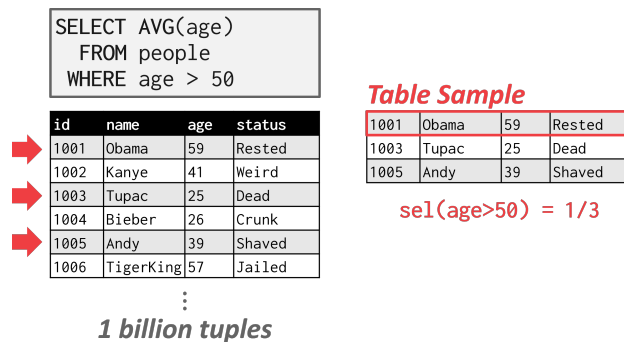 SELECT AVG(age)
FROM people
WHERE age > 50
id name age status
1001 Obama 59 Rested
1002 Kanye 41 Weird
1003 Tupac 25 Dead
1004 Bieber 26 Crunk
1005 Andy 39 Shaved
1006 TigerKing 57 Jailed
⋮
1 billion tuples
Table Sample
1001 Obama 59 Rested
1003 Tupac 25 Dead
1005 Andy 39 Shaved
sel(age>50) = 1/3